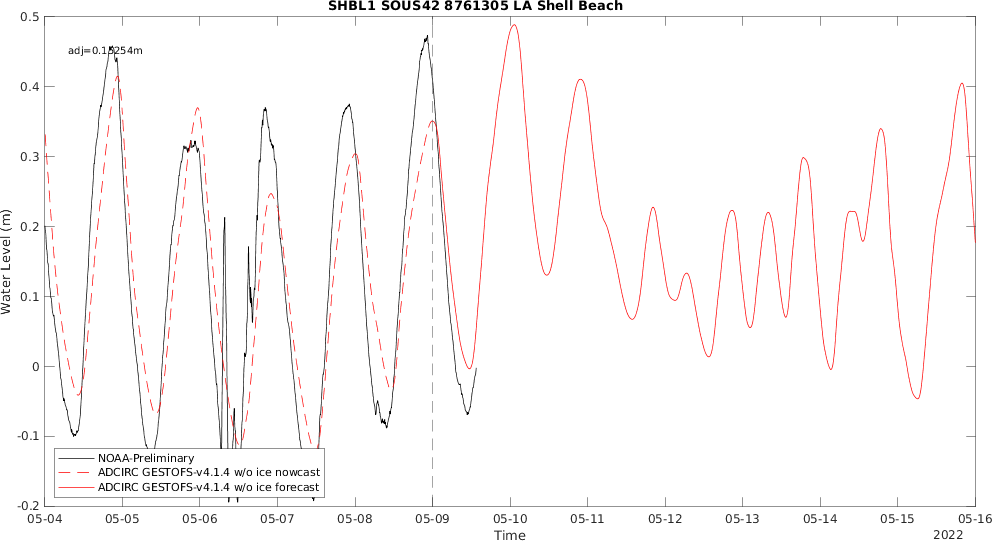 SHBL1 SOUS42 8761305 LA Shell Beach
adj=0.15254m
Water Level (m)
0.5
0.4
0.3
0.2
0.1
0
-0.1
-0.2
NOAA-Preliminary
ADCIRC GESTOFS-v4.1.4 w/o ice nowcast
ADCIRC GESTOFS-v4.1.4 w/o ice forecast
05-04 05-05 05-06 05-07 05-08 05-09 05-10 05-11 05-12 05-13 05-14 05-15 05-16
Time
2022